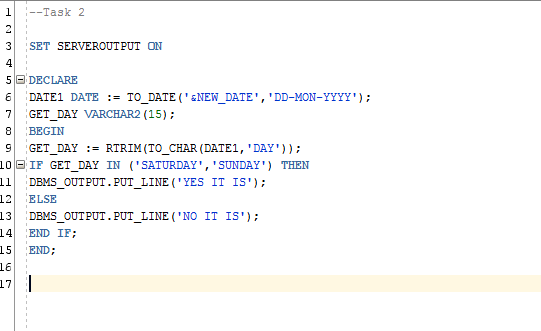 1 --Task 2
2
3 SET SERVEROUTPUT ON
4
5 DECLARE
6 DATE1 DATE := TO_DATE('&NEW_DATE','DD-MON-YYYY');
7 GET_DAY VARCHAR2(15);
8 BEGIN
9 GET_DAY := RTRIM(TO_CHAR(DATE1,'DAY'));
10 IF GET_DAY IN ('SATURDAY','SUNDAY') THEN
11 DBMS_OUTPUT.PUT_LINE('YES IT IS');
12 ELSE
13 DBMS_OUTPUT.PUT_LINE('NO IT IS');
14 END IF;
15 END;
16
17